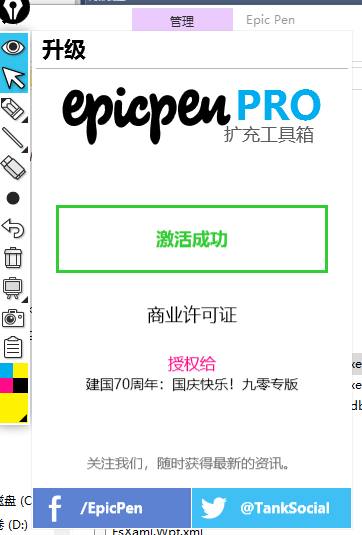 管理
Epic Pen
升级
epicpen PRO
扩充工具箱
激活成功
商业许可证
授权给
建国70周年：国庆快乐！九零专版
关注我们，随时获得最新的资讯。
/EpicPen
@TankSocial
磁盘 (C
(D:)
EsXaml.Wpf.xml